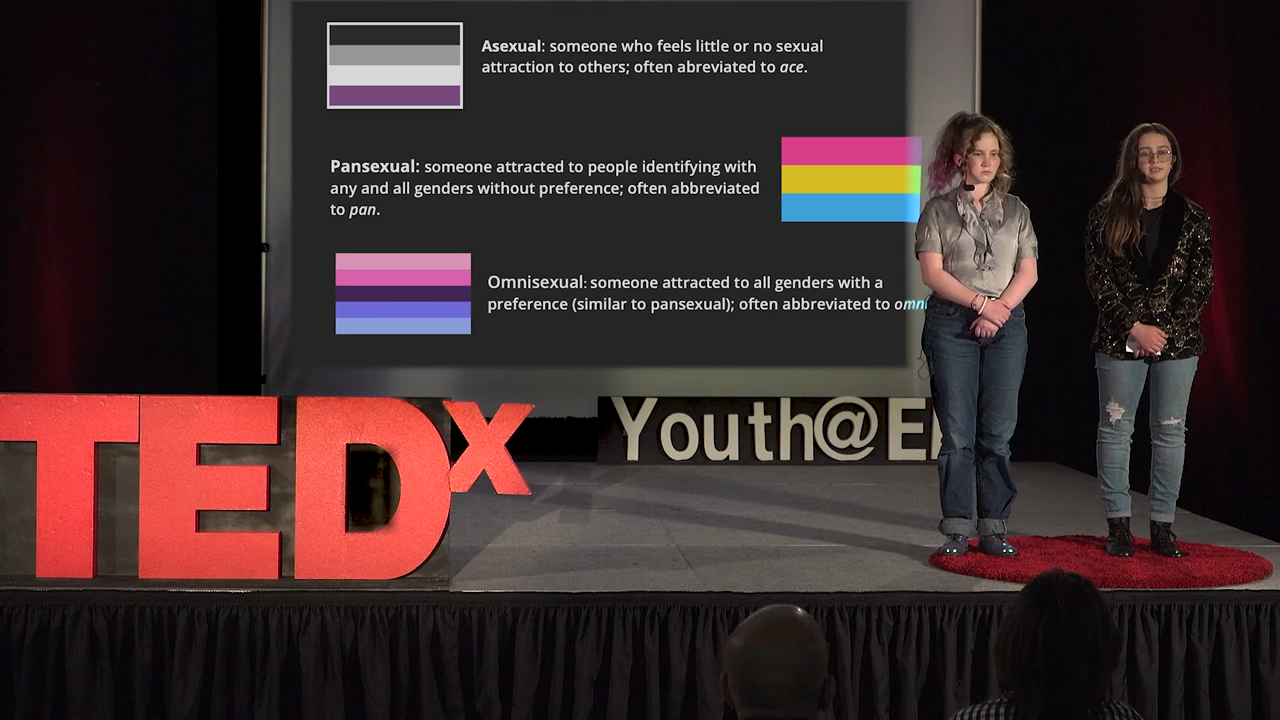 Asexual: someone who feels little or no sexual
attraction to others; often abreviated to ace.
Pansexual: someone attracted to people identifying with
any and all genders without preference; often abbreviated
to pan.
Omnisexual: someone attracted to all genders with a
preference (similar to pansexual); often abbreviated to
TEDx
Youth@